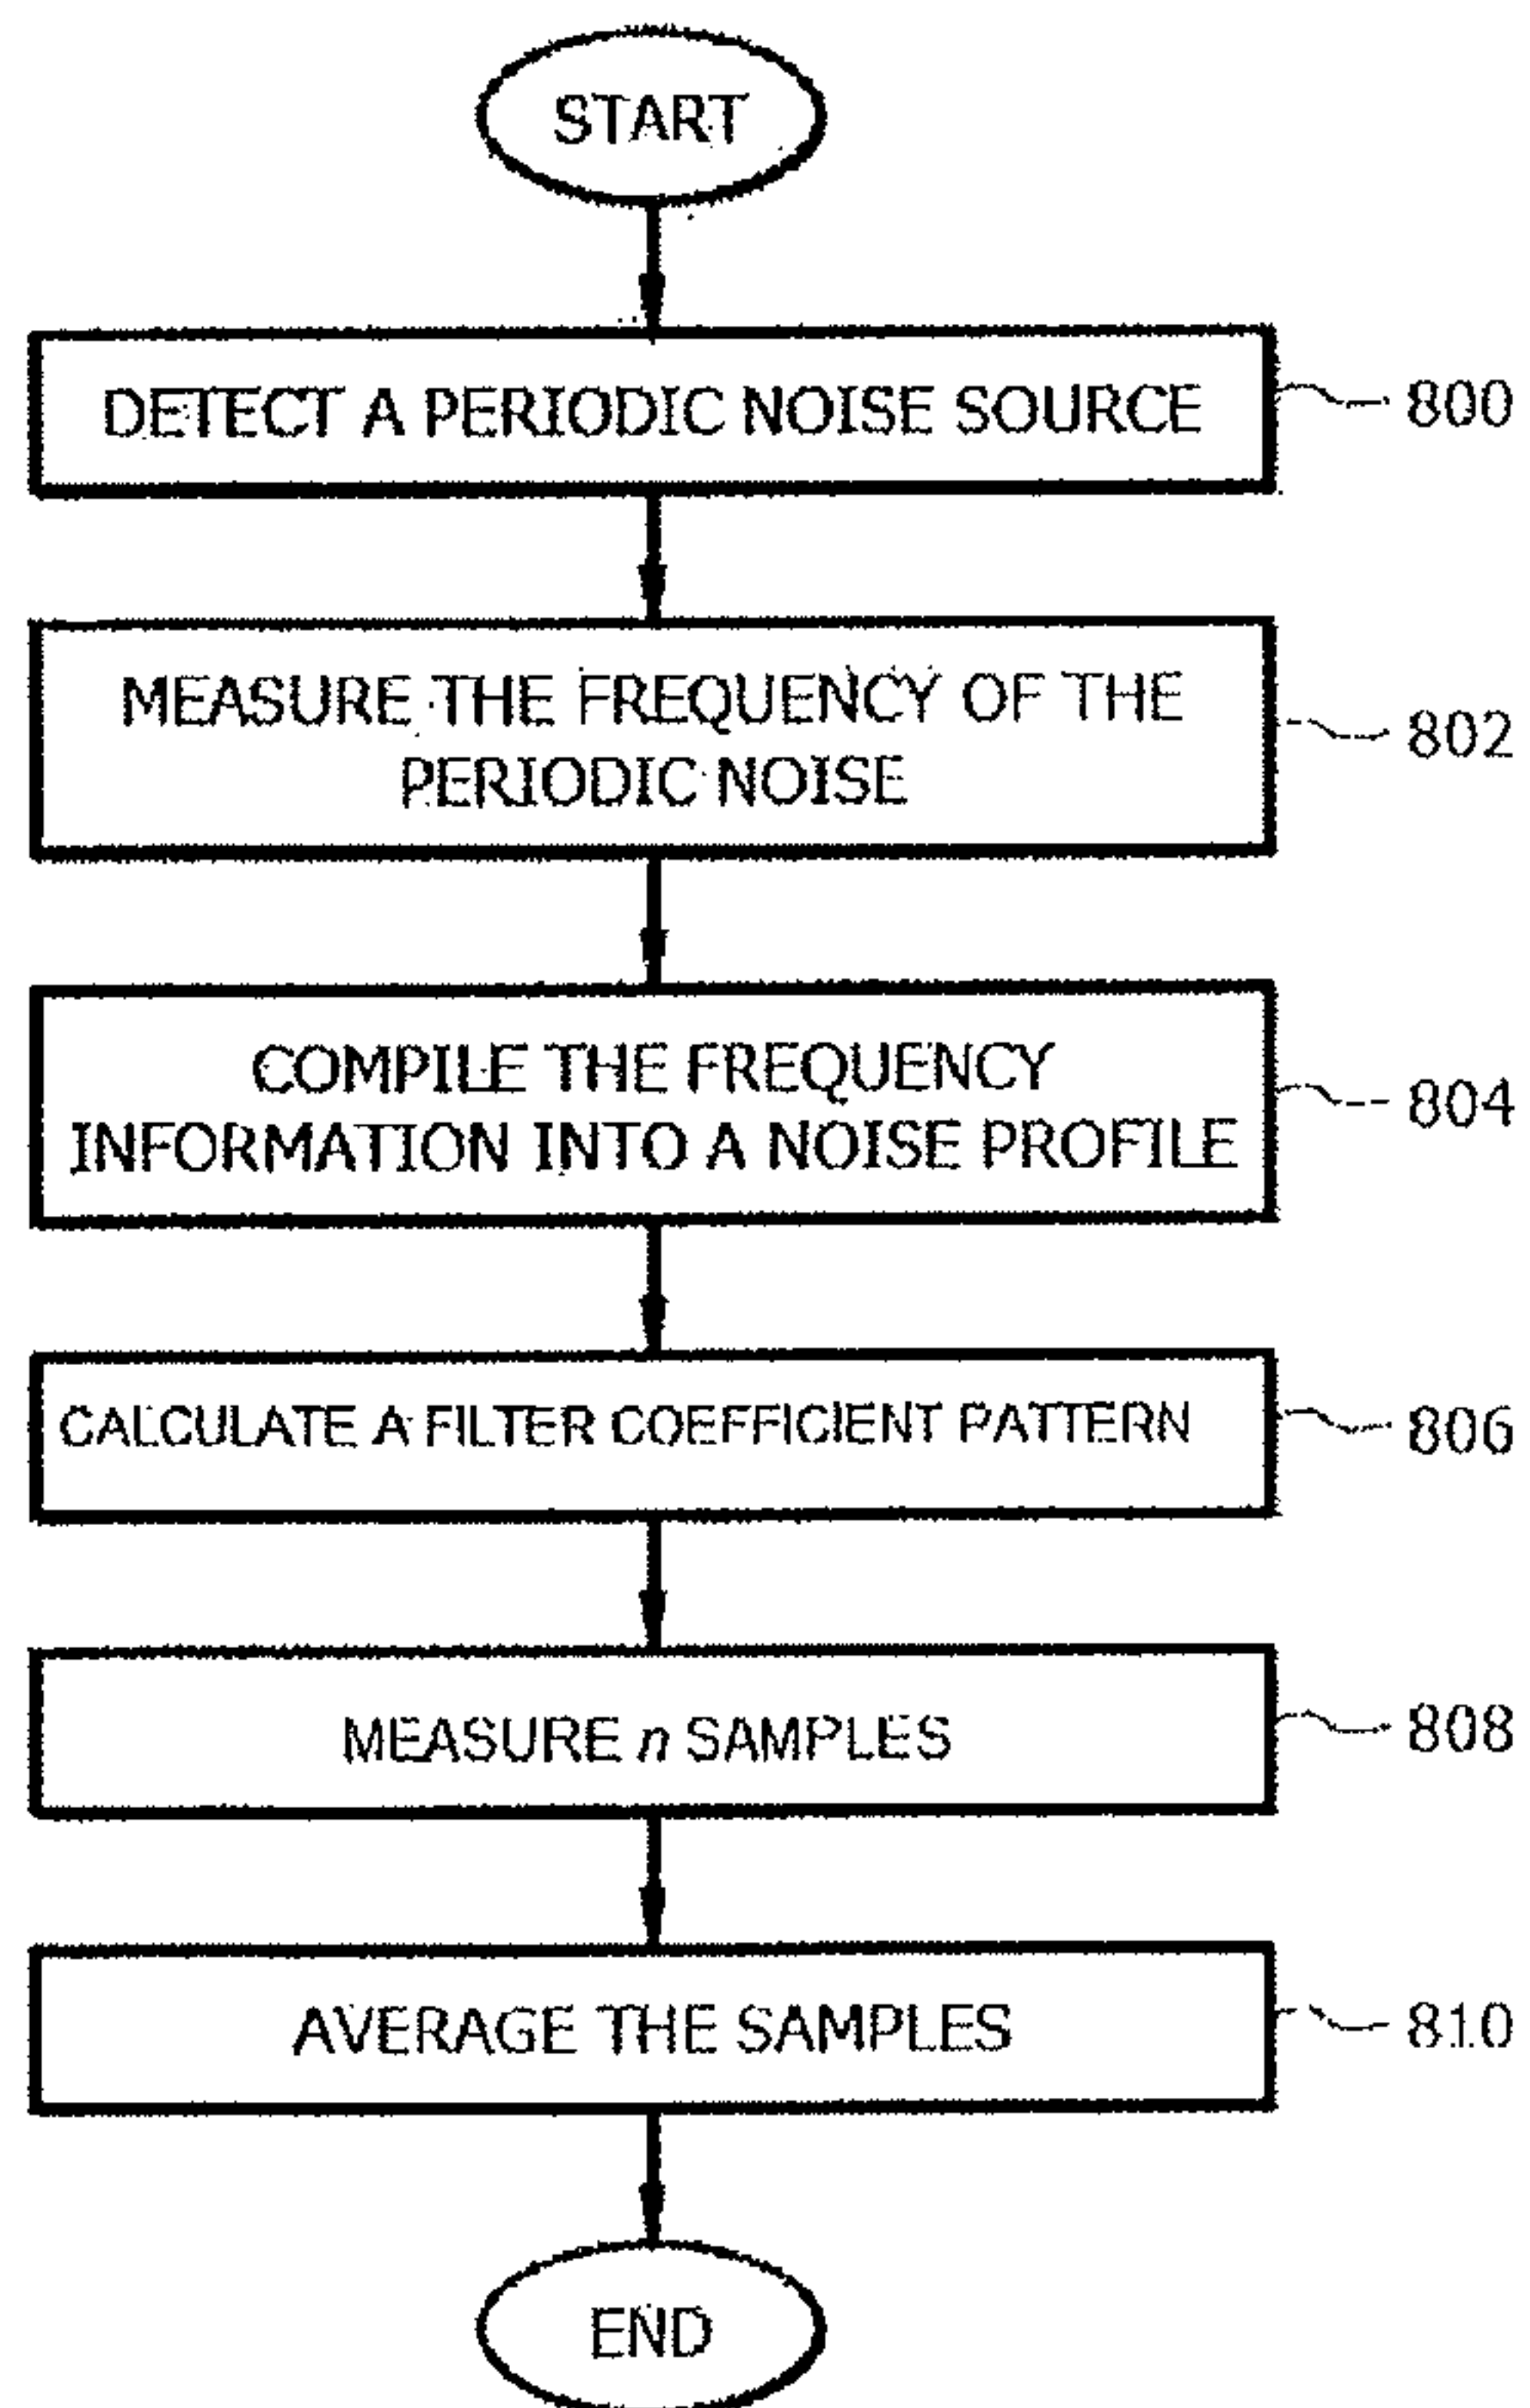 START
DETECT A PERIODIC NOISE SOURCE
800
MEASURE THE FREQUENCY OF THE
PERIODIC NOISE
802
COMPILE THE FREQUENCY
INFORMATION INTO A NOISE PROFILE
804
CALCULATE A FILTER COEFFICIENT PATTERN
806
MEASURE n SAMPLES
808
AVERAGE THE SAMPLES
810
END